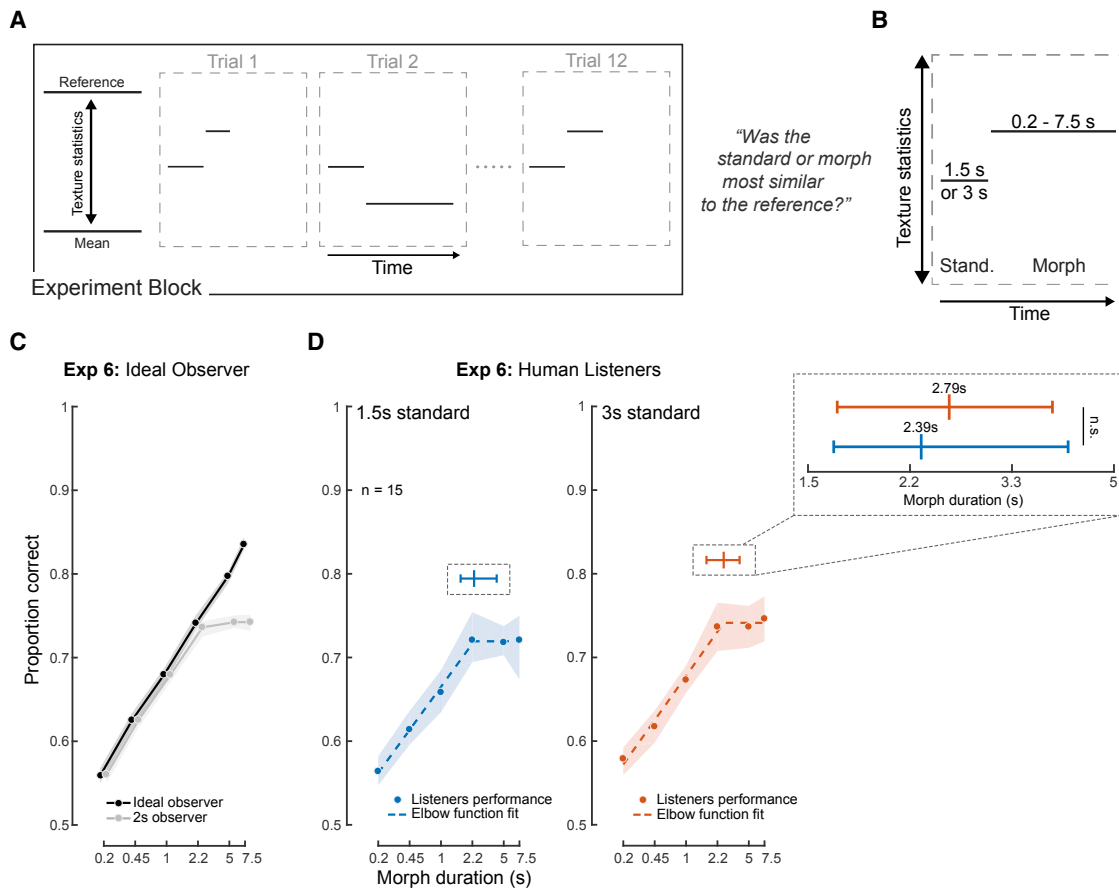 A
Trial 1
Trial 2
Trial 12
Reference
Texture statistics
Mean
Time
Experiment Block
“Was the
standard or morph
most similar
to the reference?”
B
Texture statistics
0.2 - 7.5 s
1.5 s
or 3 s
Stand.
Morph
Time
C
Exp 6: Ideal Observer
Proportion correct
1
0.9
0.8
0.7
0.6
0.5
Ideal observer
2s observer
0.2 0.45 1 2.2 5 7.5
D
Exp 6: Human Listeners
1.5s standard
n = 15
1
0.9
0.8
0.7
0.6
0.5
Listeners performance
Elbow function fit
0.2 0.45 1 2.2 5 7.5
Morph duration (s)
3s standard
1
0.9
0.8
0.7
0.6
0.5
Listeners performance
Elbow function fit
0.2 0.45 1 2.2 5 7.5
2.79s
2.39s
n.s.
1.5 2.2 3.3 5
Morph duration (s)